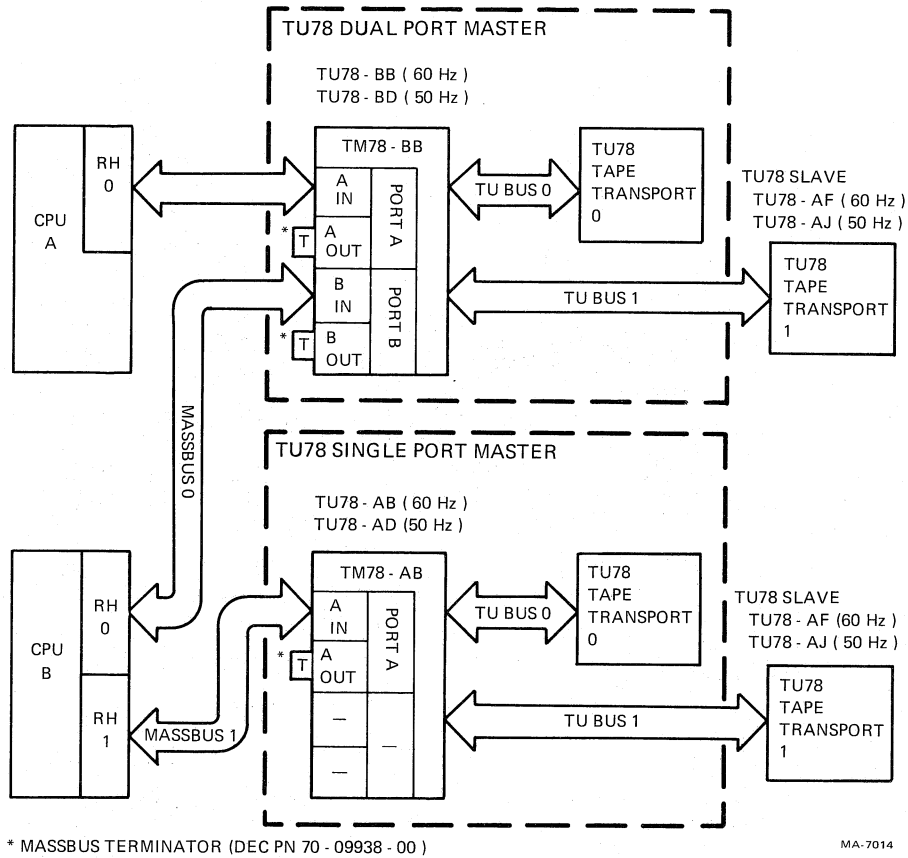 TU78 DUAL PORT MASTER
TU78 - BB ( 60 Hz )
TU78 - BD ( 50 Hz )
CPU
A
RH
0
TM78 - BB
A
IN
* T
A
OUT
PORT A
B
IN
* T
B
OUT
PORT B
TU BUS 0
TU78
TAPE
TRANSPORT
0
TU78 SLAVE
TU78 - AF ( 60 Hz )
TU78 - AJ ( 50 Hz )
TU BUS 1
TU78
TAPE
TRANSPORT
1
MASSBUS 0
TU78 SINGLE PORT MASTER
TU78 - AB ( 60 Hz )
TU78 - AD (50 Hz )
CPU
B
RH
0
RH
1
MASSBUS 1
TM78 - AB
A
IN
* T
A
OUT
PORT A
—
—
—
TU BUS 0
TU78
TAPE
TRANSPORT
0
TU78 SLAVE
TU78 - AF (60 Hz )
TU78 - AJ ( 50 Hz )
TU BUS 1
TU78
TAPE
TRANSPORT
1
* MASSBUS TERMINATOR (DEC PN 70 - 09938 - 00 )
MA-7014